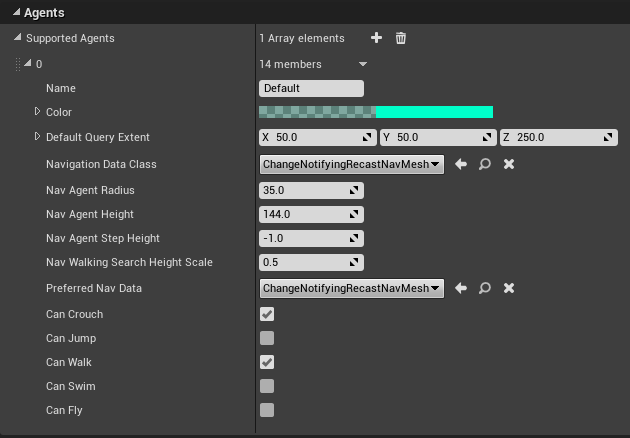 Agents
Supported Agents 1 Array elements
0 14 members
Name Default
Color
Default Query Extent X 50.0 Y 50.0 Z 250.0
Navigation Data Class ChangeNotifyingRecastNavMesh
Nav Agent Radius 35.0
Nav Agent Height 144.0
Nav Agent Step Height -1.0
Nav Walking Search Height Scale 0.5
Preferred Nav Data ChangeNotifyingRecastNavMesh
Can Crouch
Can Jump
Can Walk
Can Swim
Can Fly